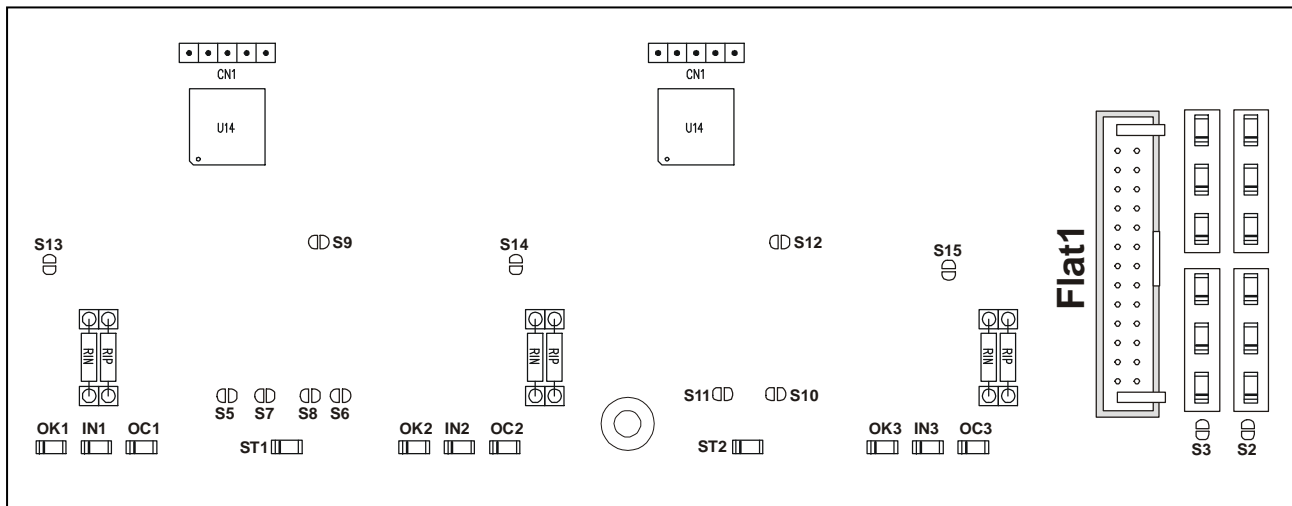 CN1
CN1
U14
U14
S13
S9
S14
S12
S15
Flat1
RIN
RIP
RIN
RIP
RIN
RIP
S5
S7
S8
S6
S11
S10
OK1
IN1
OC1
ST1
OK2
IN2
OC2
ST2
OK3
IN3
OC3
S3
S2